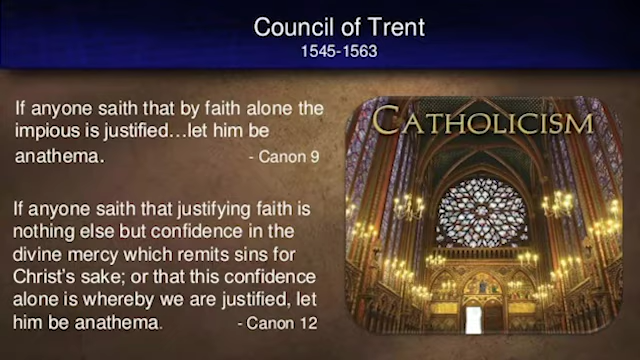 Council of Trent
1545-1563
If anyone saith that by faith alone the
impious is justified…let him be
anathema. - Canon 9
If anyone saith that justifying faith is
nothing else but confidence in the
divine mercy which remits sins for
Christ's sake; or that this confidence
alone is whereby we are justified, let
him be anathema. - Canon 12
CATHOLICISM